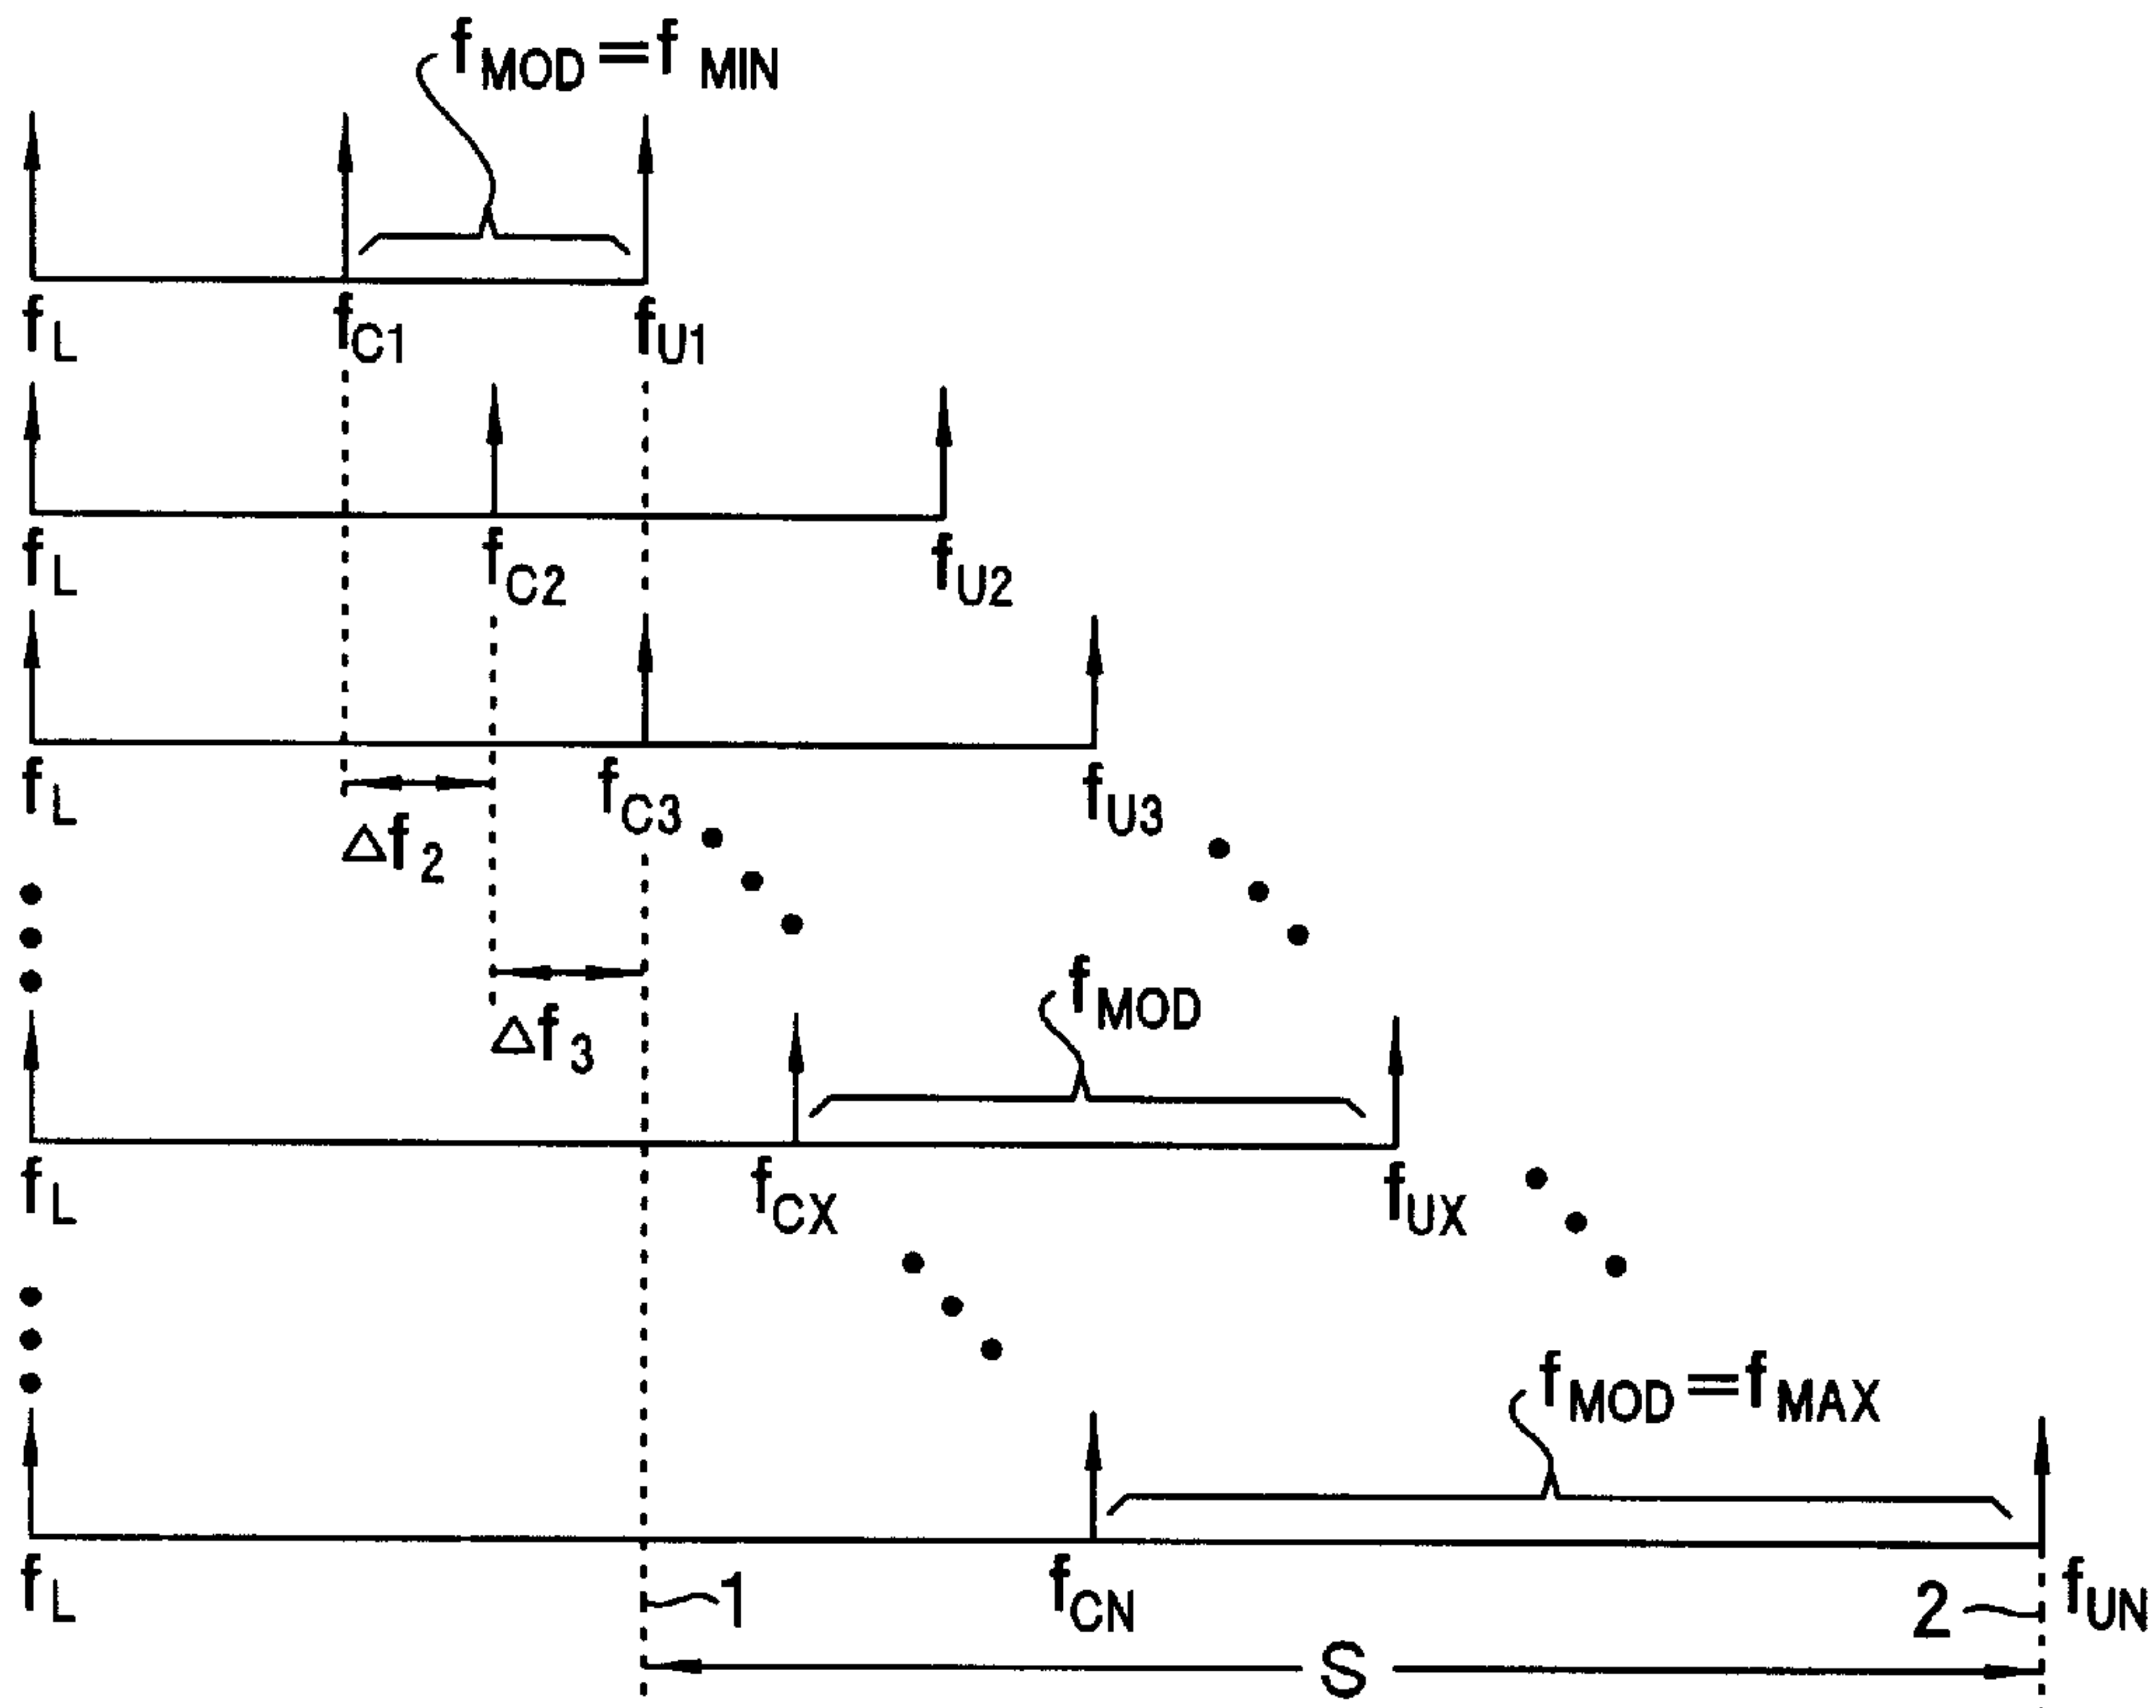 fMOD=fMIN
fL fC1 fU1
fL fC2 fU2
fL fC3 fU3
Δf2
Δf3
fMOD
fL fCX fUX
fMOD=fMAX
fL 1 fCN 2 fUN
S